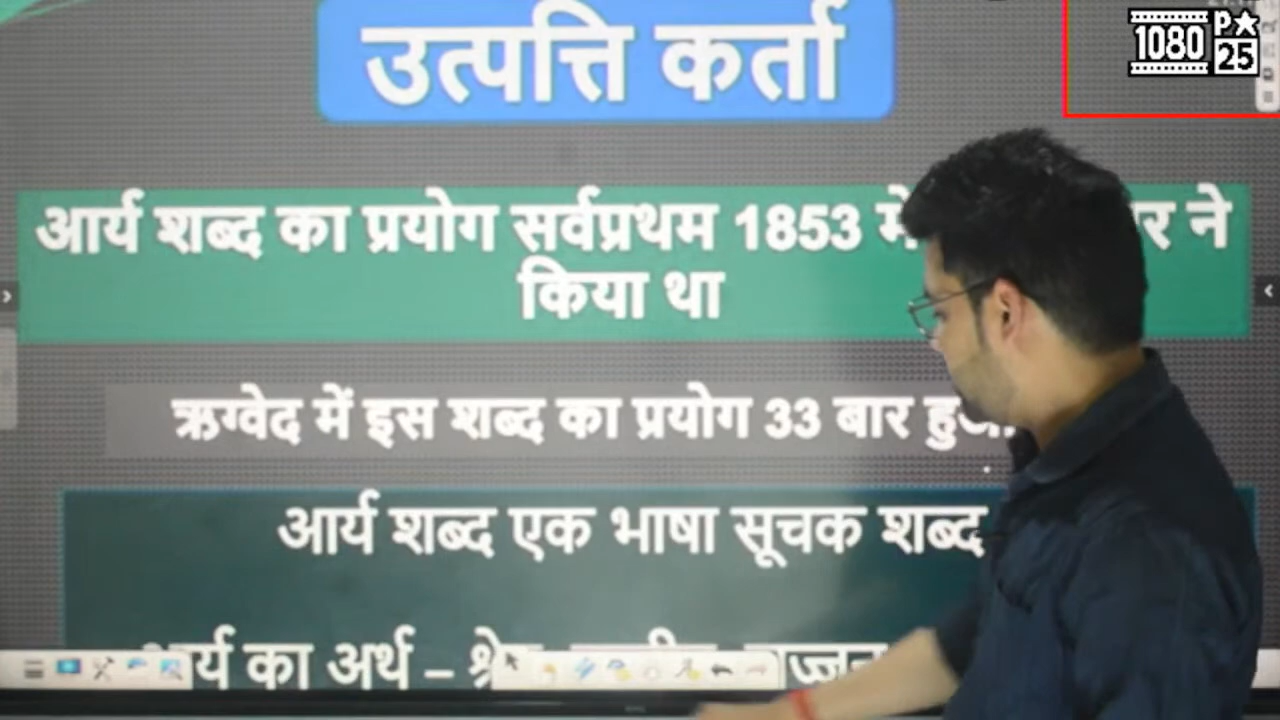 1080 P★
25
उत्पत्ति कर्ता
आर्य शब्द का प्रयोग सर्वप्रथम 1853 में ने
किया था
ऋग्वेद में इस शब्द का प्रयोग 33 बार
आर्य शब्द एक भाषा सूचक शब्द
का अर्थ –